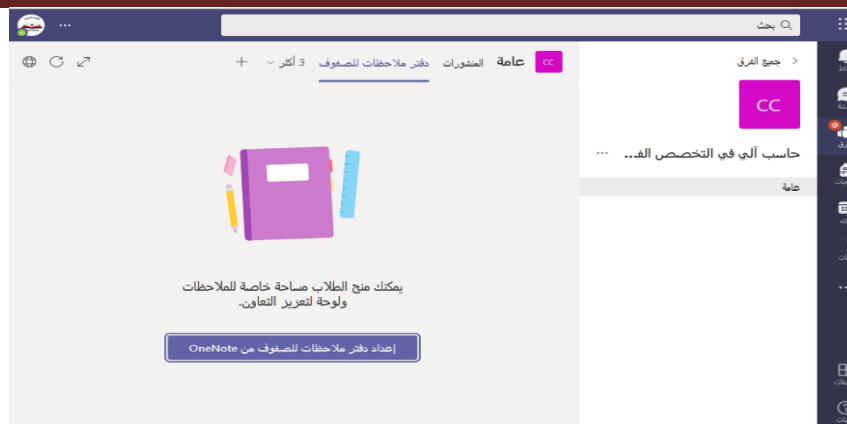 بحث
...
جميع الفرق
CC
حاسب آلي في التخصص الف... ...
عامة
CC عامة المنشورات دفتر ملاحظات للصفوف 3 أكثر
يمكنك منح الطلاب مساحة خاصة للملاحظات
ولوحة لتعزيز التعاون.
إعداد دفتر ملاحظات للصفوف من OneNote